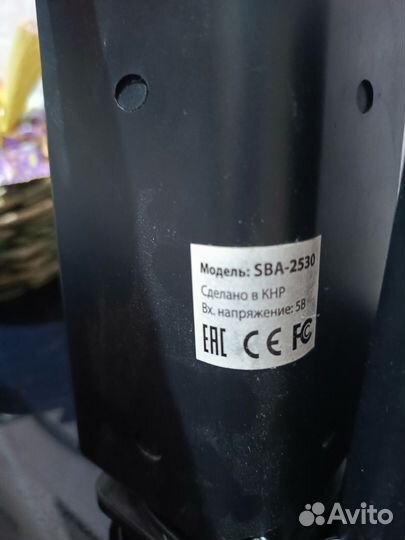 Модель: SBA-2530
Сделано в КНР
Вх. напряжение: 5В
EAC CE FC
Avito